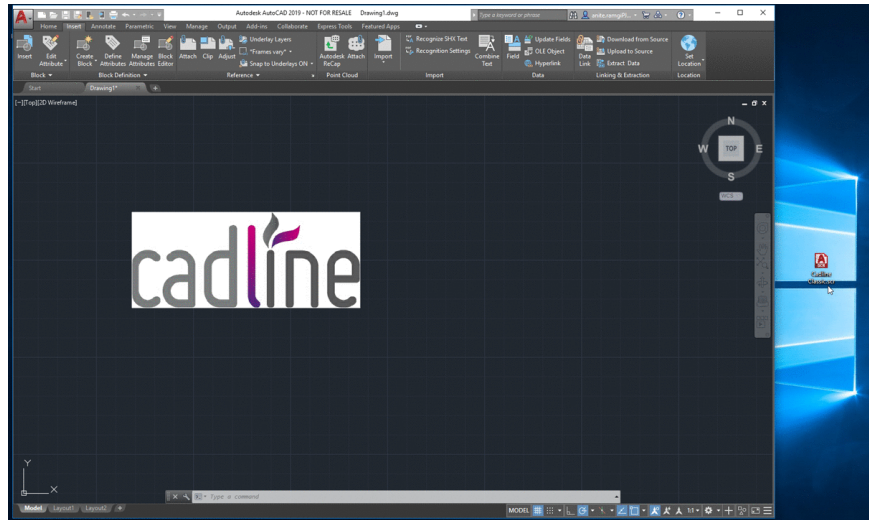 Autodesk AutoCAD 2019 - NOT FOR RESALE Drawing1.dwg
Type a keyword or phrase
Home Insert Annotate Parametric View Manage Output Add-ins Collaborate Express Tools Featured Apps
Insert
Edit
Attribute
Create
Block
Define
Attributes
Manage
Attributes
Block
Editor
Attach
Clip
Adjust
Underlay Layers
*Frames vary*
Snap to Underlays ON
Autodesk
ReCap
Attach
Import
Recognize SHX Text
Recognition Settings
Combine
Text
Field
Update Fields
OLE Object
Hyperlink
Data
Link
Download from Source
Upload to Source
Extract Data
Set
Location
Block Block Definition Reference Point Cloud Import Data Linking & Extraction Location
Start Drawing1*
[−][Top][2D Wireframe]
N
W TOP E
S
WCS
cadline
Cadline
Y
X
Type a command
Model Layout1 Layout2 +
MODEL 1:1